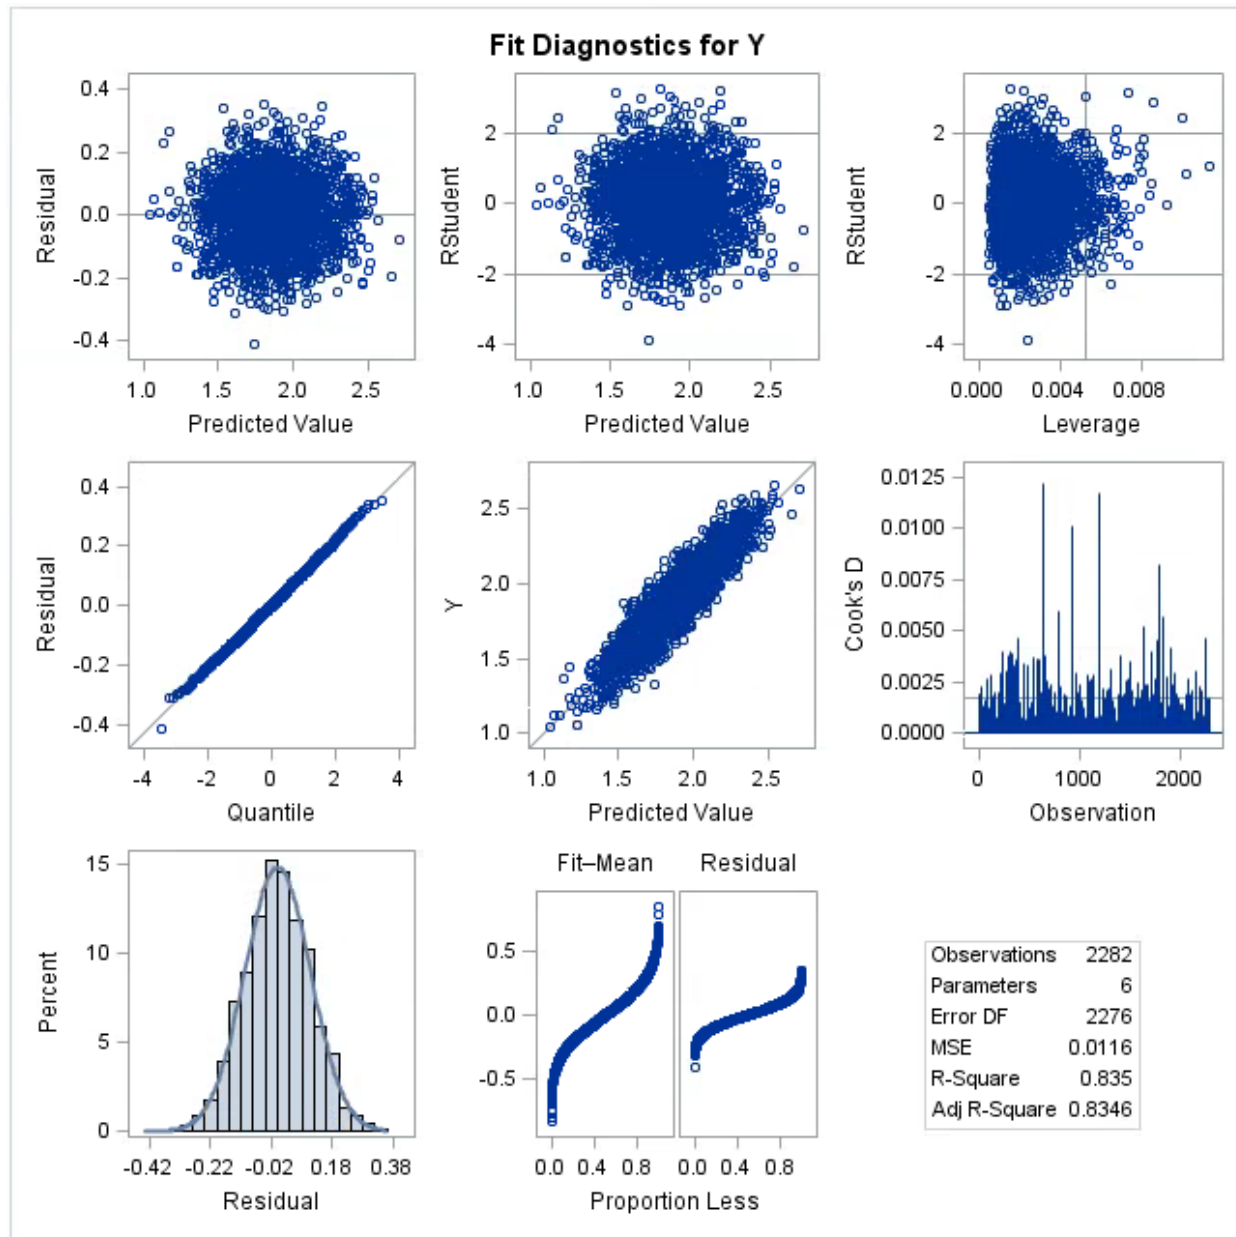 Fit Diagnostics for Y
0.4
0.2
0.0
-0.2
-0.4
Residual
1.0 1.5 2.0 2.5
Predicted Value
2
0
-2
-4
RStudent
1.0 1.5 2.0 2.5
Predicted Value
2
0
-2
-4
RStudent
0.000 0.004 0.008
Leverage
0.4
0.2
0.0
-0.2
-0.4
Residual
-4 -2 0 2 4
Quantile
2.5
2.0
1.5
1.0
Y
1.0 1.5 2.0 2.5
Predicted Value
0.0125
0.0100
0.0075
0.0050
0.0025
0.0000
Cook's D
0 1000 2000
Observation
15
10
5
0
Percent
-0.42 -0.22 -0.02 0.18 0.38
Residual
Fit–Mean Residual
0.5
0.0
-0.5
0.0 0.4 0.8 0.0 0.4 0.8
Proportion Less
Observations 2282
Parameters 6
Error DF 2276
MSE 0.0116
R-Square 0.835
Adj R-Square 0.8346